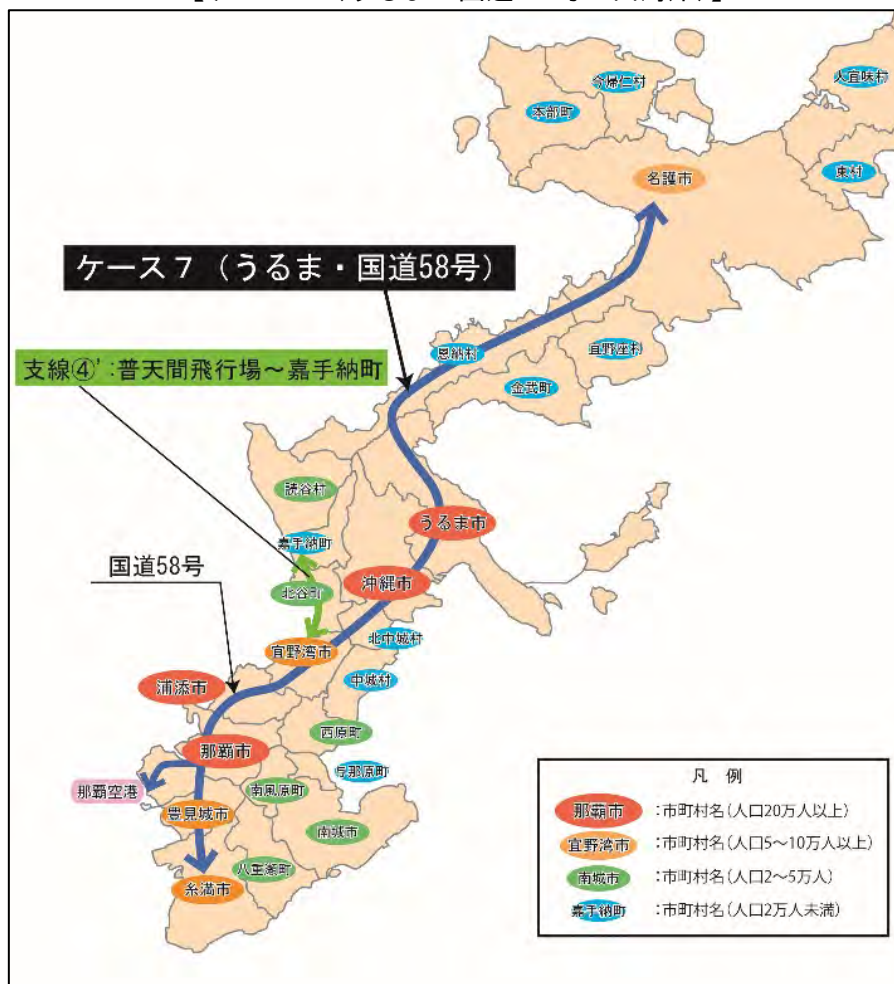 今帰仁村
大宜味村
本部町
東村
名護市
ケース7 (うるま・国道58号)
恩納村
宜野座村
支線④':普天間飛行場~嘉手納町
金武町
読谷村
うるま市
嘉手納町
国道58号
沖縄市
北谷町
北中城村
宜野湾市
浦添市
中城村
西原町
那覇市
与那原町
那覇空港
南風原町
豊見城市
南城市
八重瀬町
糸満市
凡 例
那覇市 :市町村名(人口20万人以上)
宜野湾市 :市町村名(人口5~10万人以上)
南城市 :市町村名(人口2~5万人)
嘉手納町 :市町村名(人口2万人未満)